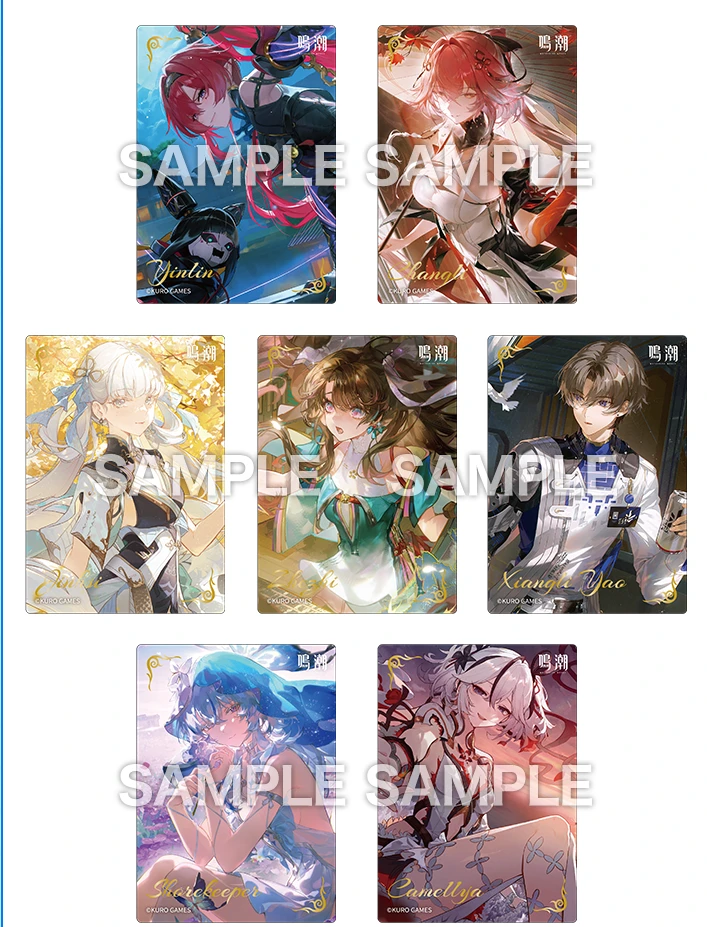 鳴潮
鳴潮
SAMPLE
SAMPLE
Yinlin
Changli
©KURO GAMES
©KURO GAMES
鳴潮
鳴潮
鳴潮
SAMPLE
SAMPLE
Zhezhi
Xiangli Yao
©KURO GAMES
©KURO GAMES
©KURO GAMES
鳴潮
鳴潮
SAMPLE
SAMPLE
Shorekeeper
Camellya
©KURO GAMES
©KURO GAMES